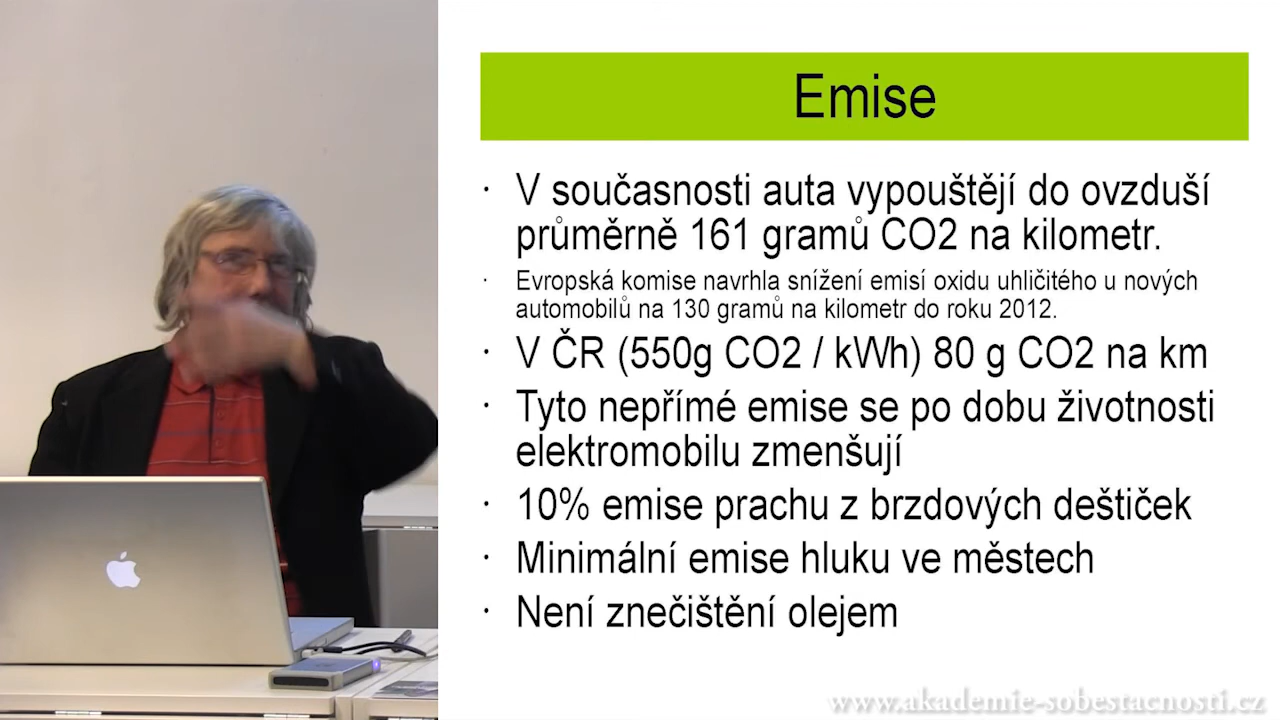 Emise
· V současnosti auta vypouštějí do ovzduší
průměrně 161 gramů CO2 na kilometr.
· Evropská komise navrhla snížení emisí oxidu uhličitého u nových
automobilů na 130 gramů na kilometr do roku 2012.
· V ČR (550g CO2 / kWh) 80 g CO2 na km
· Tyto nepřímé emise se po dobu životnosti
elektromobilu zmenšují
· 10% emise prachu z brzdových deštiček
· Minimální emise hluku ve městech
· Není znečištění olejem
www.akademie-sobestacnosti.cz